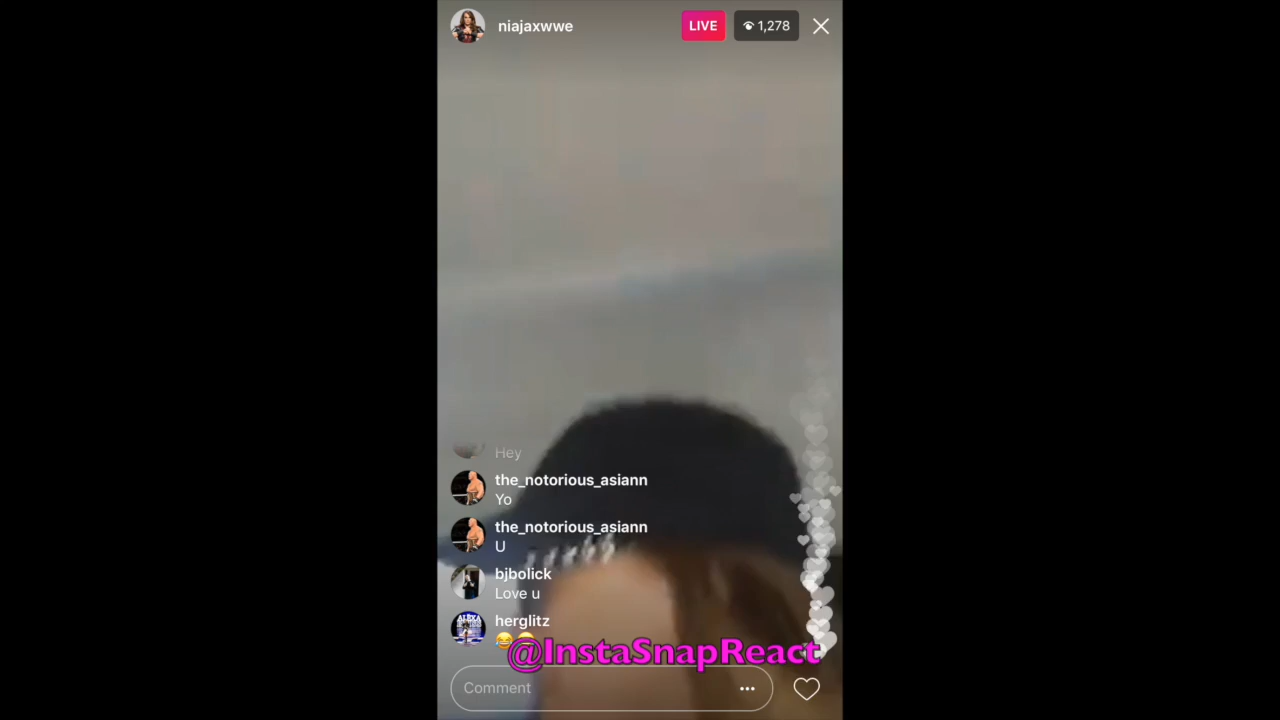 niajaxwwe
LIVE
1,278
Hey
the_notorious_asiann
Yo
the_notorious_asiann
U
bjbolick
Love u
herglitz
😂😂
@InstaSnapReact
Comment